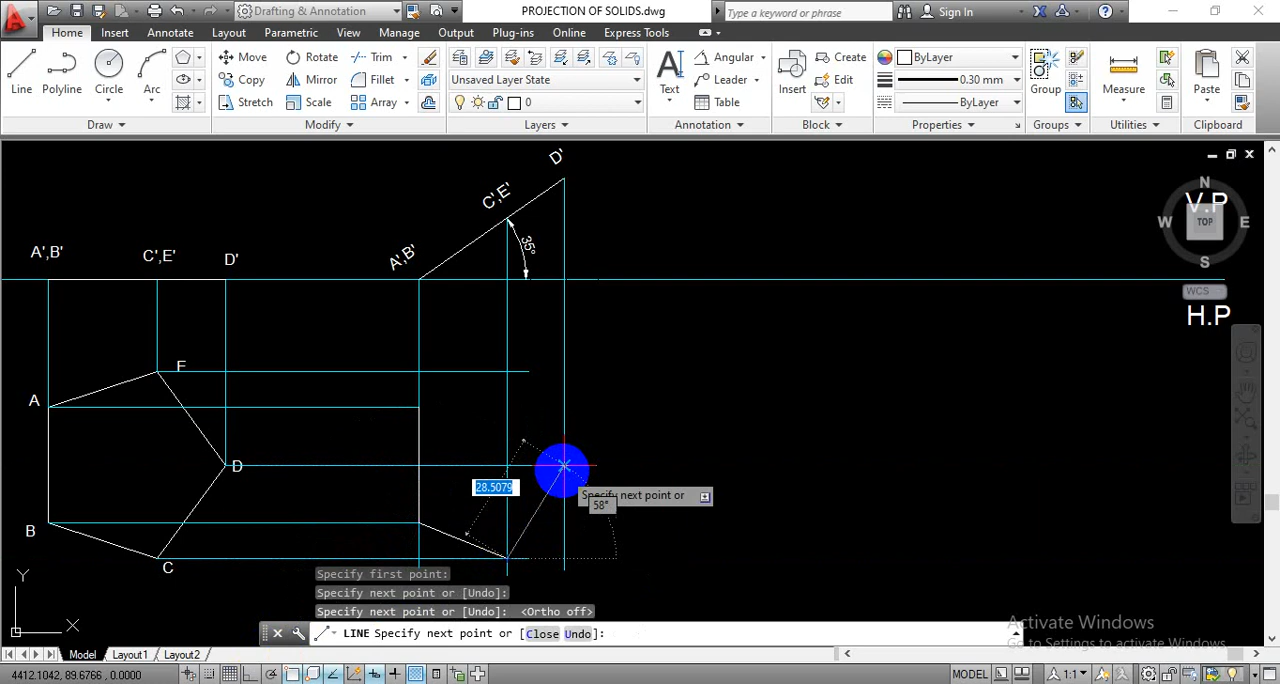 Drafting & Annotation
PROJECTION OF SOLIDS.dwg
Type a keyword or phrase
Sign In
Home Insert Annotate Layout Parametric View Manage Output Plug-ins Online Express Tools
Line Polyline Circle Arc
Move Rotate Trim
Copy Mirror Fillet
Stretch Scale Array
Unsaved Layer State
0
Text
Angular
Leader
Table
Insert
Create
Edit
ByLayer
0.30 mm
ByLayer
Group
Measure
Paste
Draw Modify Layers Annotation Block Properties Groups Utilities Clipboard
D'
C',E'
A',B'
35°
A',B' C',E' D'
N
W TOP E
S
V.P
WCS
H.P
E
A
D
B
C
28.5079
Specify next point or
58°
Y
X
Specify first point:
Specify next point or [Undo]:
Specify next point or [Undo]: <Ortho off>
LINE Specify next point or [Close Undo]:
Activate Windows
Go to Settings to activate Windows.
Model Layout1 Layout2
4412.1042, 89.6766, 0.0000
MODEL
1:1